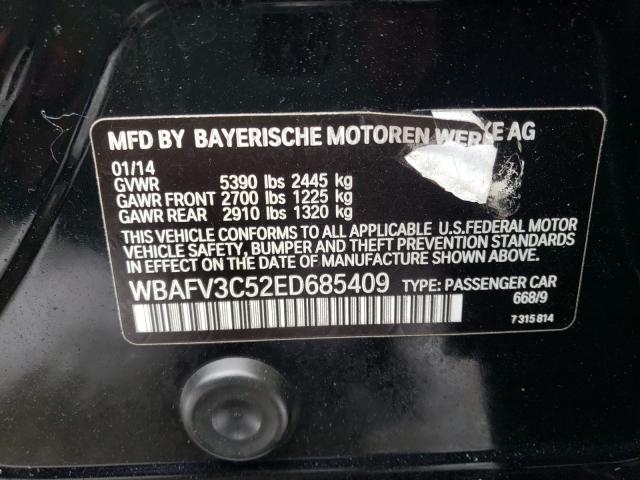 MFD BY BAYERISCHE MOTOREN WERKE AG
01/14
GVWR 5390 lbs 2445 kg
GAWR FRONT 2700 lbs 1225 kg
GAWR REAR 2910 lbs 1320 kg
THIS VEHICLE CONFORMS TO ALL APPLICABLE U.S.FEDERAL MOTOR
VEHICLE SAFETY, BUMPER AND THEFT PREVENTION STANDARDS
IN EFFECT ON THE DATE OF MANUFACTURE SHOWN ABOVE.
WBAFV3C52ED685409 TYPE: PASSENGER CAR
668/9
7315814